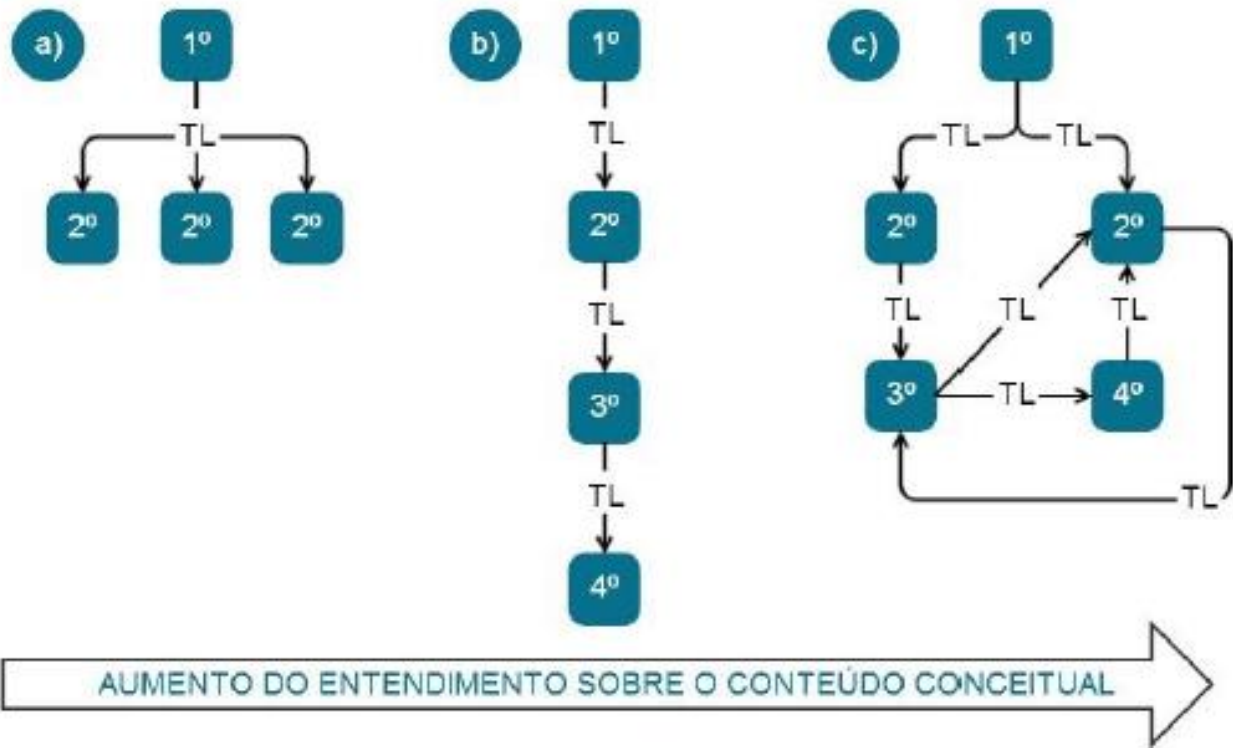 a)
1º
TL
2º 2º 2º
b)
1º
TL
2º
TL
3º
TL
4º
c)
1º
TL TL
2º 2º
TL TL TL
3º TL 4º
TL
AUMENTO DO ENTENDIMENTO SOBRE O CONTEÚDO CONCEITUAL